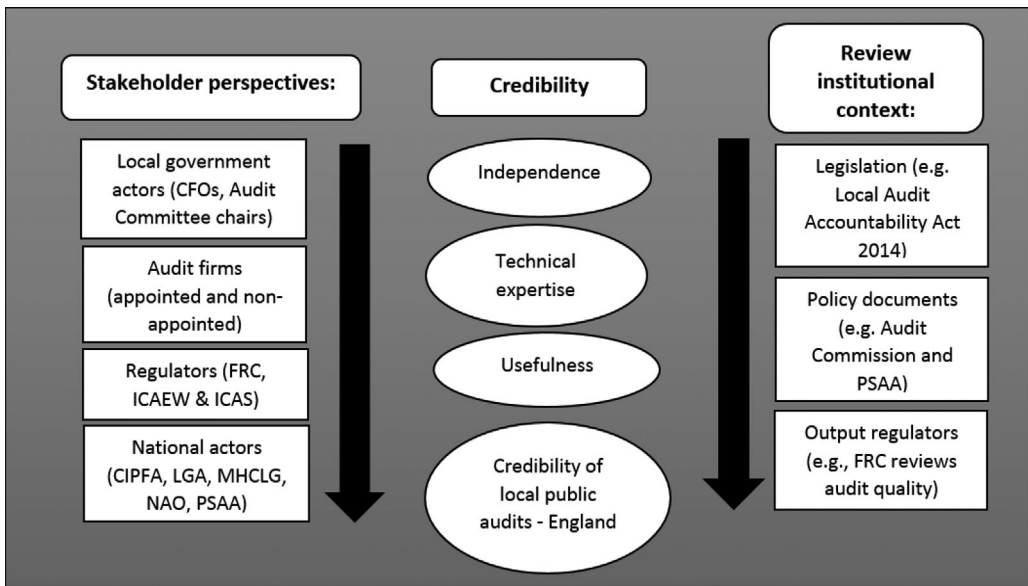 Stakeholder perspectives:
Local government
actors (CFOs, Audit
Committee chairs)
Audit firms
(appointed and non-
appointed)
Regulators (FRC,
ICAEW & ICAS)
National actors
(CIPFA, LGA, MHCLG,
NAO, PSAA)
Credibility
Independence
Technical
expertise
Usefulness
Credibility of
local public
audits - England
Review
institutional
context:
Legislation (e.g.
Local Audit
Accountability Act
2014)
Policy documents
(e.g. Audit
Commission and
PSAA)
Output regulators
(e.g., FRC reviews
audit quality)